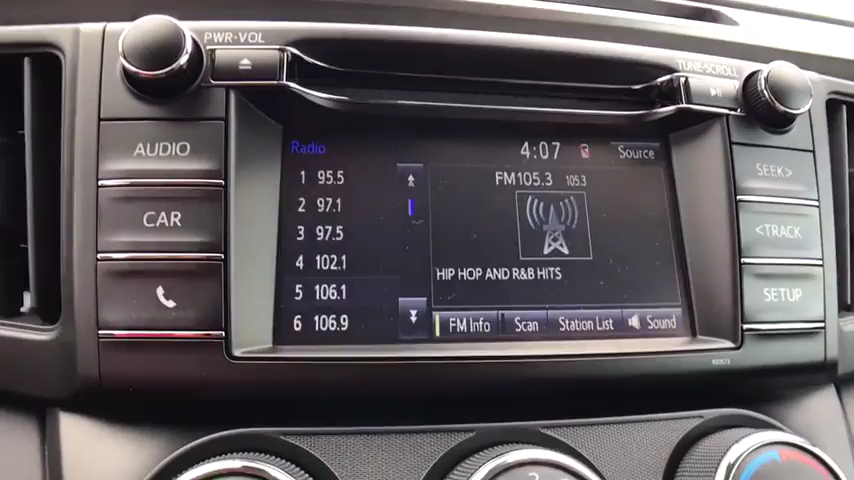 PWR·VOL
TUNE·SCROLL
AUDIO
CAR
Radio
4:07
Source
1 95.5
2 97.1
3 97.5
4 102.1
5 106.1
6 106.9
FM105.3 105.3
HIP HOP AND R&B HITS
FM Info
Scan
Station List
Sound
SEEK>
<TRACK
SETUP